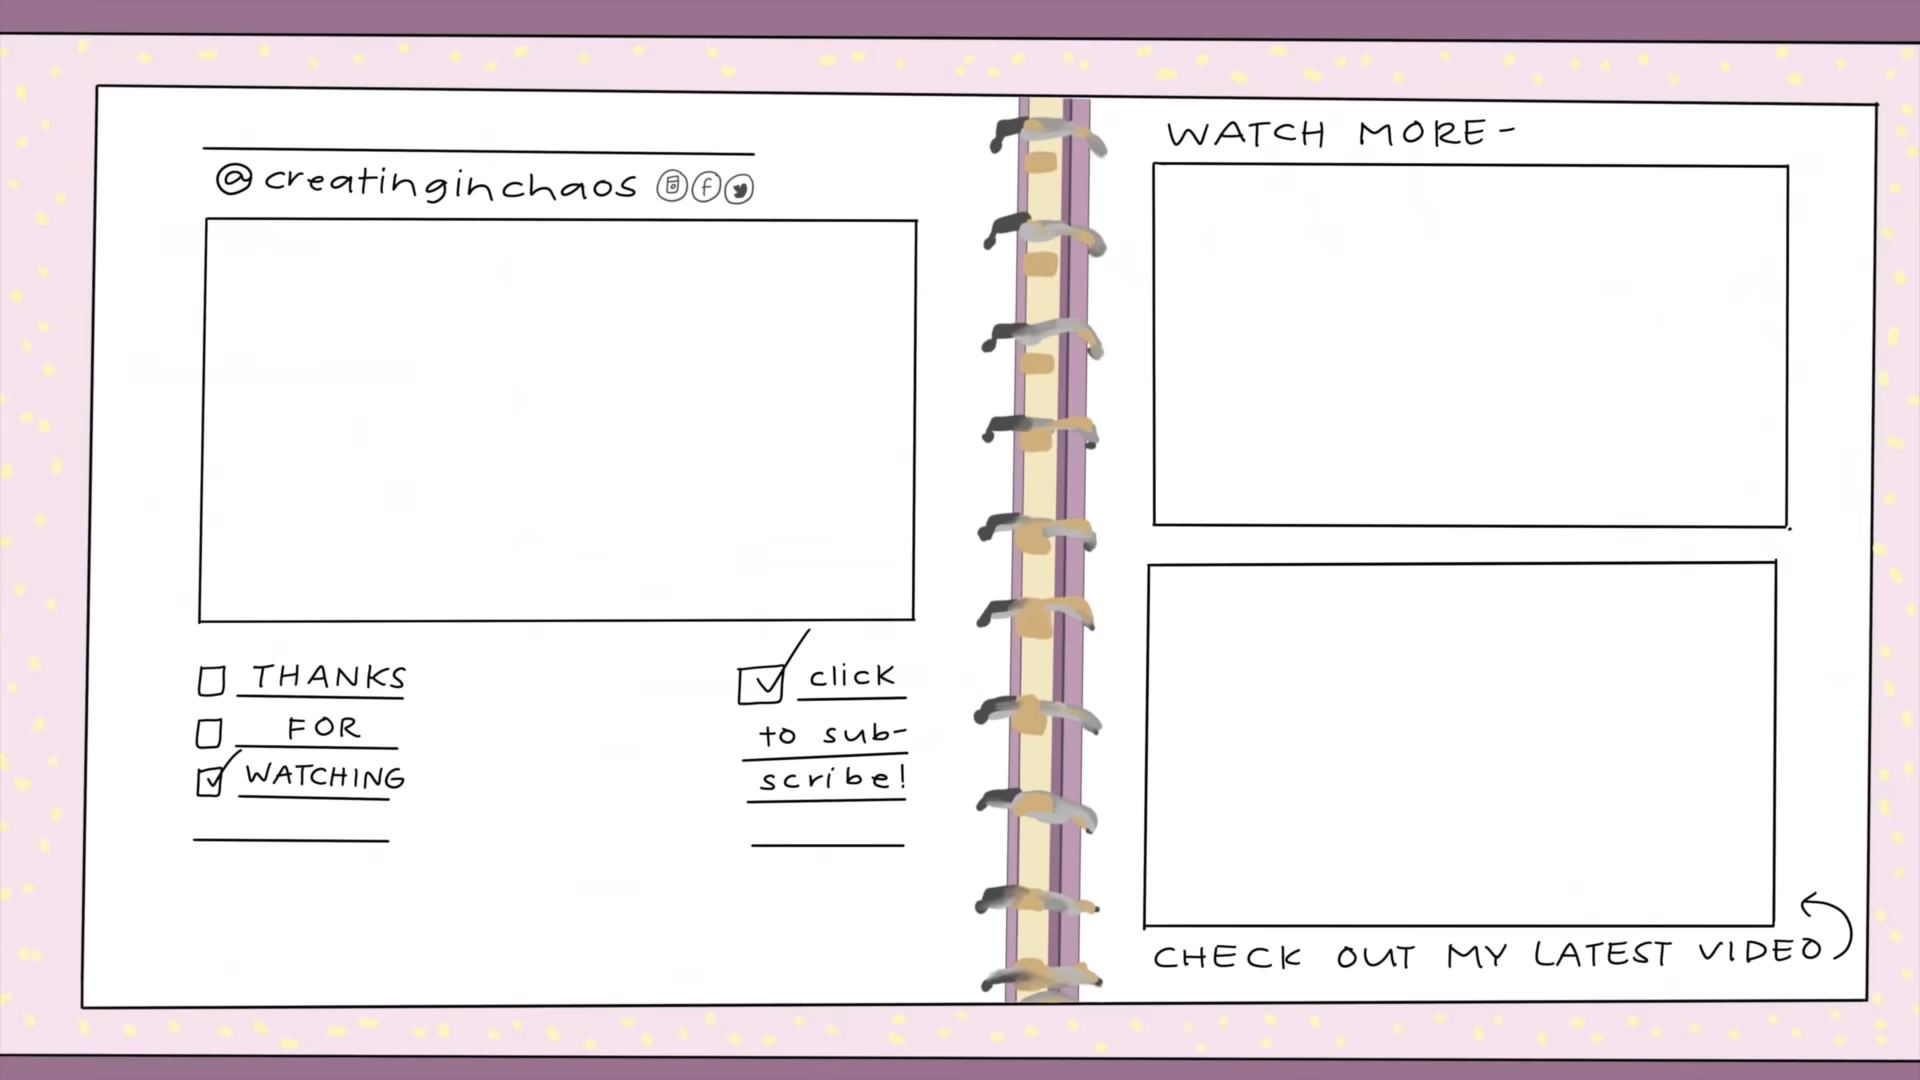 @creatinginchaos
THANKS
FOR
WATCHING
click
to sub-
scribe!
WATCH MORE-
CHECK OUT MY LATEST VIDEO